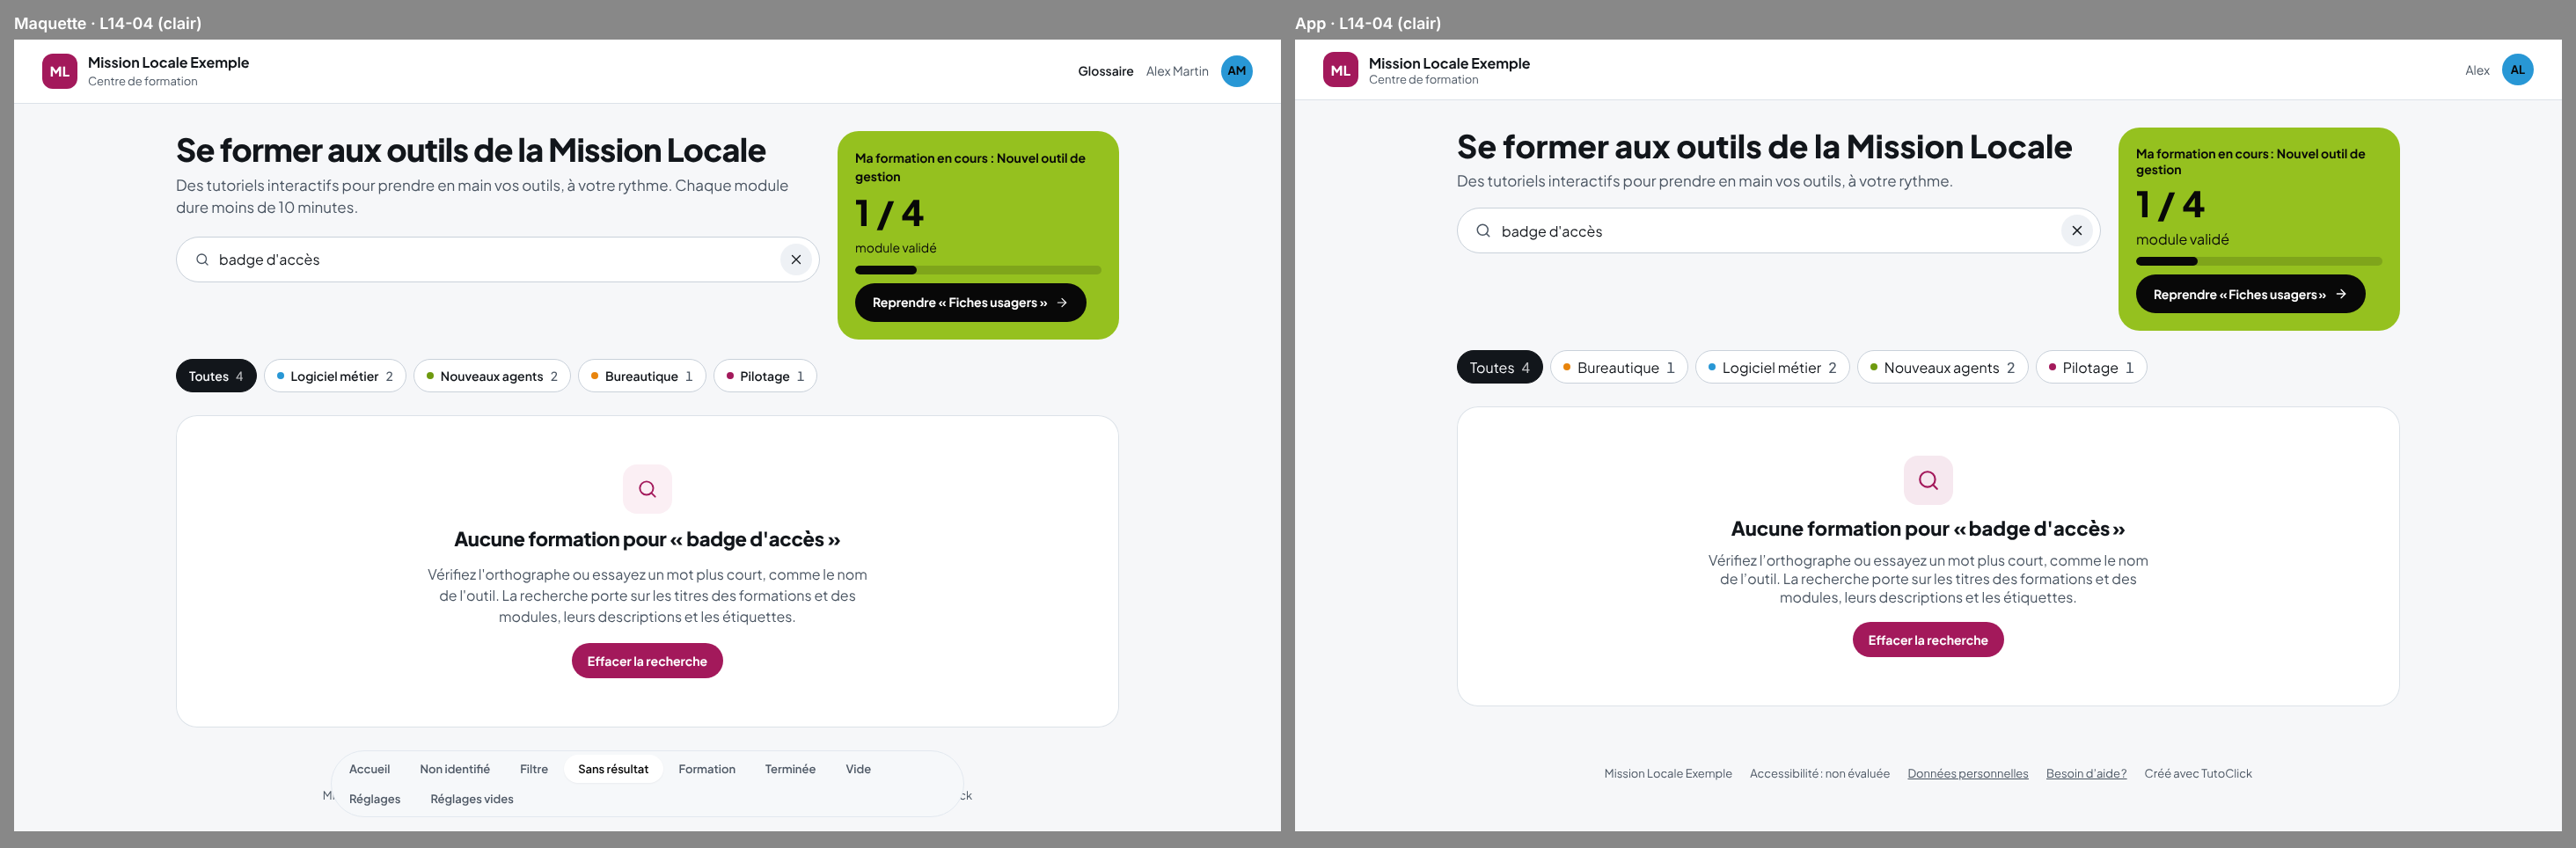 Maquette · L14-04 (clair)
ML
Mission Locale Exemple
Centre de formation
Glossaire
Alex Martin
AM
Se former aux outils de la Mission Locale
Des tutoriels interactifs pour prendre en main vos outils, à votre rythme. Chaque module
dure moins de 10 minutes.
badge d'accès
Ma formation en cours : Nouvel outil de
gestion
1 / 4
module validé
Reprendre « Fiches usagers »
Toutes 4
Logiciel métier 2
Nouveaux agents 2
Bureautique 1
Pilotage 1
Aucune formation pour « badge d'accès »
Vérifiez l'orthographe ou essayez un mot plus court, comme le nom
de l'outil. La recherche porte sur les titres des formations et des
modules, leurs descriptions et les étiquettes.
Effacer la recherche
Accueil
Non identifié
Filtre
Sans résultat
Formation
Terminée
Vide
Réglages
Réglages vides
App · L14-04 (clair)
ML
Mission Locale Exemple
Centre de formation
Alex
AL
Se former aux outils de la Mission Locale
Des tutoriels interactifs pour prendre en main vos outils, à votre rythme.
badge d'accès
Ma formation en cours : Nouvel outil de
gestion
1 / 4
module validé
Reprendre « Fiches usagers »
Toutes 4
Bureautique 1
Logiciel métier 2
Nouveaux agents 2
Pilotage 1
Aucune formation pour « badge d'accès »
Vérifiez l'orthographe ou essayez un mot plus court, comme le nom
de l'outil. La recherche porte sur les titres des formations et des
modules, leurs descriptions et les étiquettes.
Effacer la recherche
Mission Locale Exemple
Accessibilité : non évaluée
Données personnelles
Besoin d'aide ?
Créé avec TutoClick